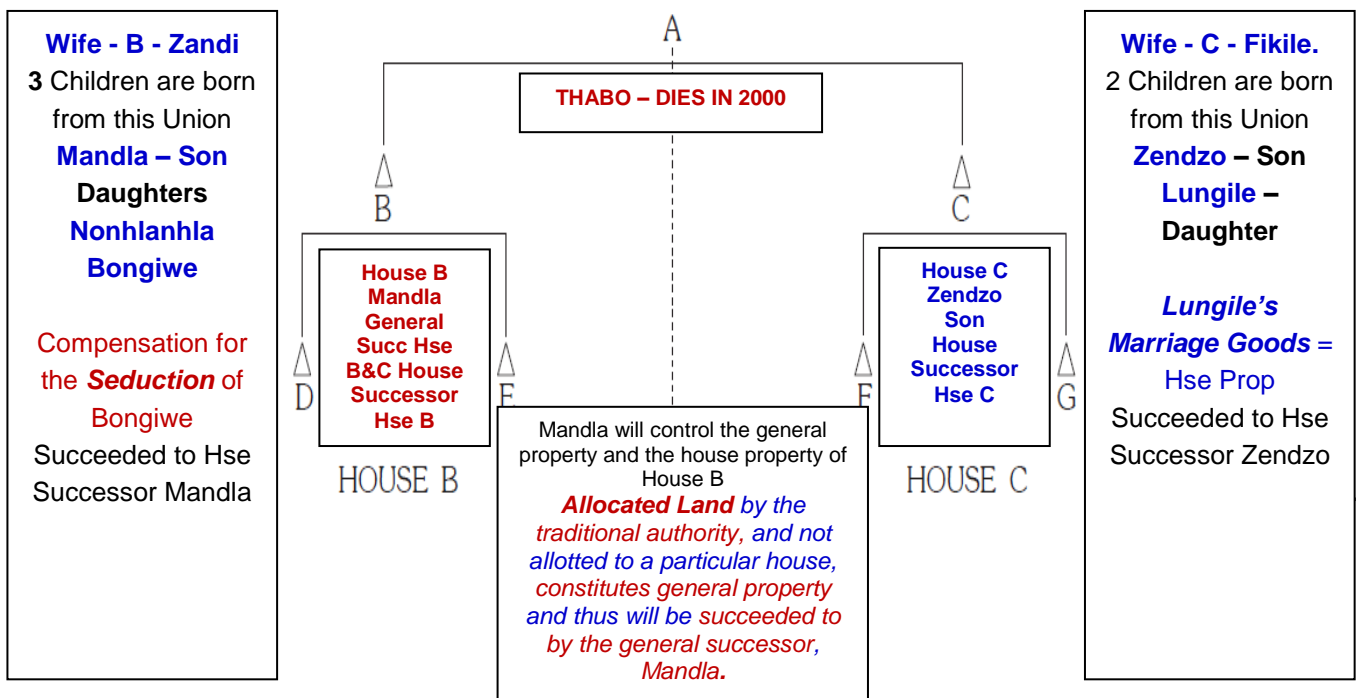 Wife - B - Zandi
3 Children are born
from this Union
Mandla – Son
Daughters
Nonhlanhla
Bongiwe
Compensation for
the Seduction of
Bongiwe
Succeeded to Hse
Successor Mandla
A
THABO – DIES IN 2000
B
C
D
House B
Mandla
General
Succ Hse
B&C House
Successor
Hse B
E
HOUSE B
F
House C
Zendzo
Son
House
Successor
Hse C
G
HOUSE C
Mandla will control the general
property and the house property of
House B
Allocated Land by the
traditional authority, and not
allotted to a particular house,
constitutes general property
and thus will be succeeded to
by the general successor,
Mandla.
Wife - C - Fikile.
2 Children are born
from this Union
Zendzo – Son
Lungile –
Daughter
Lungile's
Marriage Goods =
Hse Prop
Succeeded to Hse
Successor Zendzo